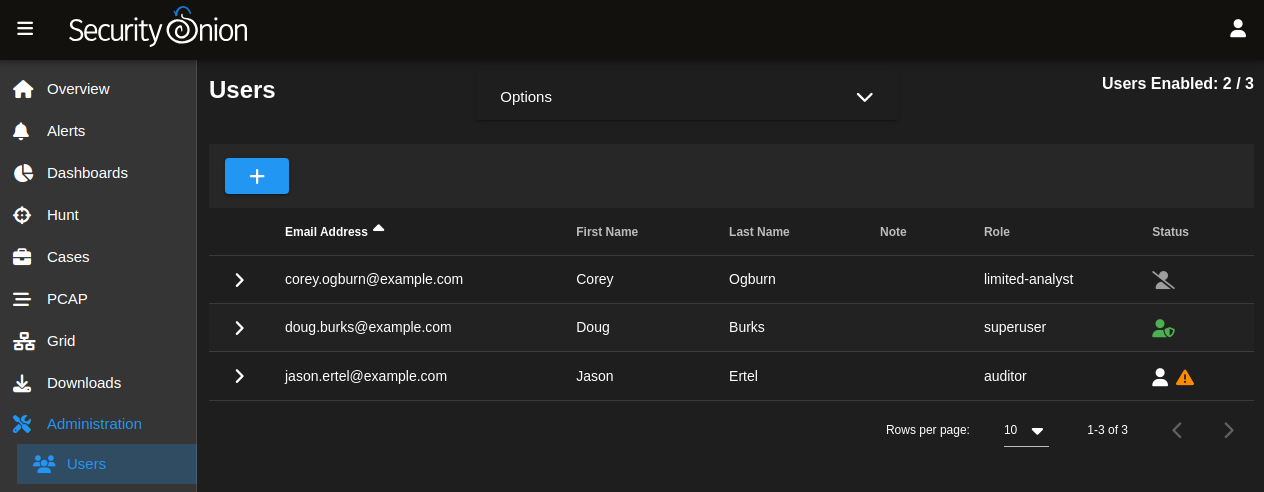 Security Onion
Users
Options
Users Enabled: 2 / 3
Overview
Alerts
Dashboards
Hunt
Cases
PCAP
Grid
Downloads
Administration
Users
Email Address First Name Last Name Note Role Status
corey.ogburn@example.com Corey Ogburn limited-analyst
doug.burks@example.com Doug Burks superuser
jason.ertel@example.com Jason Ertel auditor
Rows per page: 10 1-3 of 3